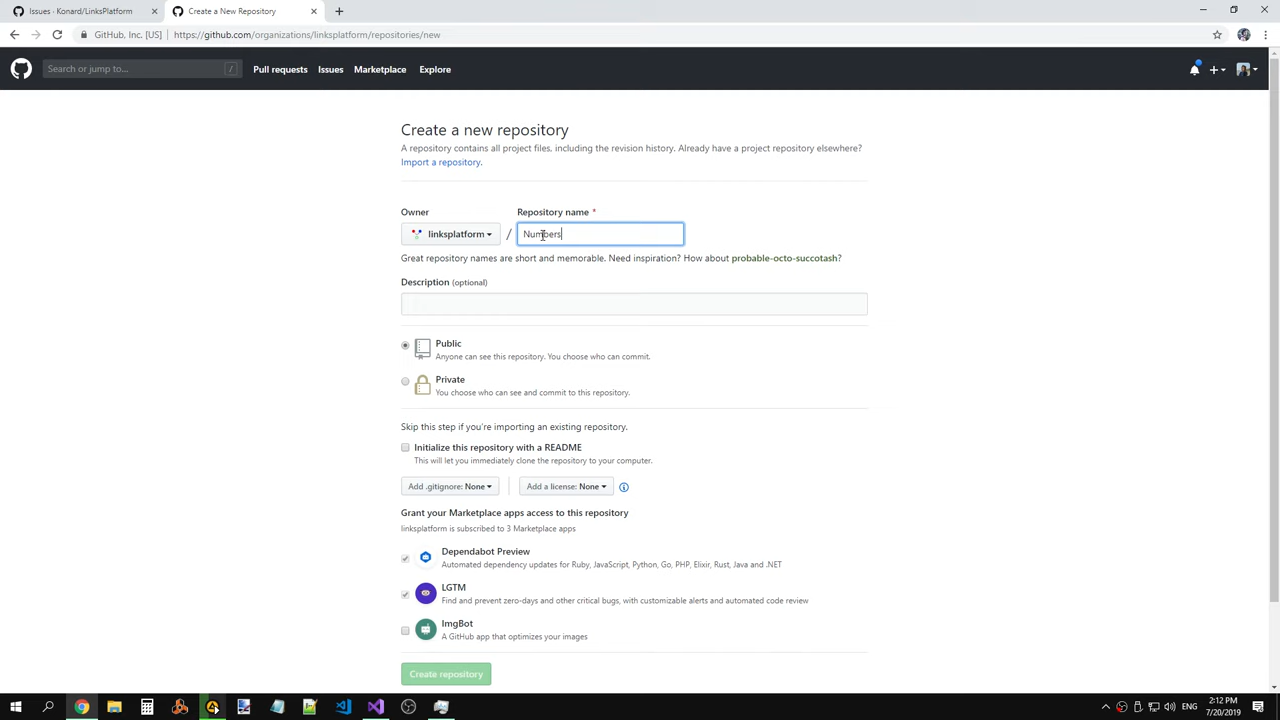 Issues · Konard/LinksPlatform
Create a New Repository
GitHub, Inc. [US]
https://github.com/organizations/linksplatform/repositories/new
Search or jump to...
/
Pull requests
Issues
Marketplace
Explore
Create a new repository
A repository contains all project files, including the revision history. Already have a project repository elsewhere?
Import a repository.
Owner
Repository name *
linksplatform
/
Numbers
Great repository names are short and memorable. Need inspiration? How about probable-octo-succotash?
Description (optional)
Public
Anyone can see this repository. You choose who can commit.
Private
You choose who can see and commit to this repository.
Skip this step if you're importing an existing repository.
Initialize this repository with a README
This will let you immediately clone the repository to your computer.
Add .gitignore: None
Add a license: None
Grant your Marketplace apps access to this repository
linksplatform is subscribed to 3 Marketplace apps
Dependabot Preview
Automated dependency updates for Ruby, JavaScript, Python, Go, PHP, Elixir, Rust, Java and .NET
LGTM
Find and prevent zero-days and other critical bugs, with customizable alerts and automated code review
ImgBot
A GitHub app that optimizes your images
Create repository
ENG
2:12 PM
7/20/2019